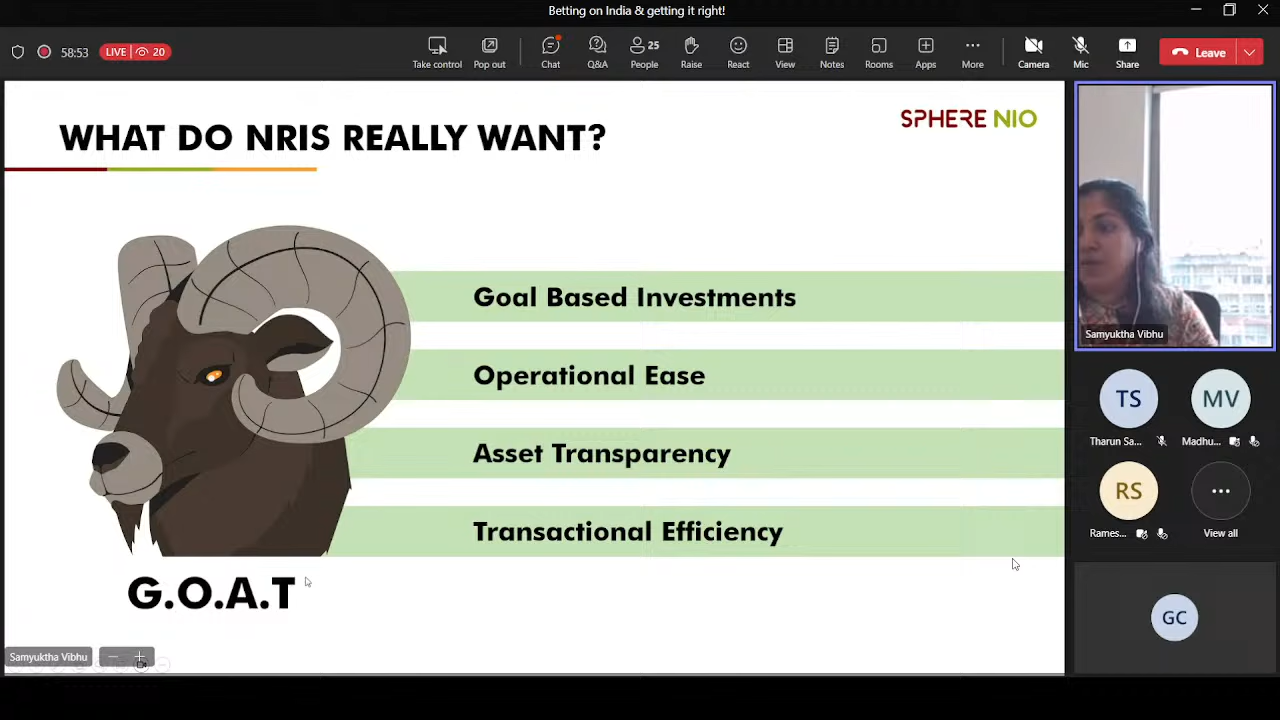 Betting on India & getting it right!
58:53
LIVE 20
Take control
Pop out
Chat
Q&A
25
People
Raise
React
View
Notes
Rooms
Apps
More
Camera
Mic
Share
Leave
WHAT DO NRIS REALLY WANT?
SPHERE NIO
Goal Based Investments
Operational Ease
Asset Transparency
Transactional Efficiency
G.O.A.T
Samyuktha Vibhu
Samyuktha Vibhu
TS
MV
Tharun Sa...
Madhu...
RS
Rames...
View all
GC